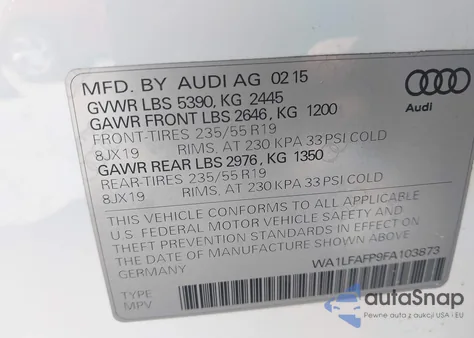 MFD. BY AUDI AG 02 15
GVWR LBS 5390, KG 2445
GAWR FRONT LBS 2646, KG 1200
FRONT-TIRES 235/55 R19
8JX19 RIMS, AT 230 KPA 33 PSI COLD
GAWR REAR LBS 2976, KG 1350
REAR-TIRES 235/55 R19
8JX19 RIMS, AT 230 KPA 33 PSI COLD
THIS VEHICLE CONFORMS TO ALL APPLICABLE
U.S. FEDERAL MOTOR VEHICLE SAFETY AND
THEFT PREVENTION STANDARDS IN EFFECT ON
THE DATE OF MANUFACTURE SHOWN ABOVE.
GERMANY WA1LFAFP9FA103873
TYPE
MPV
autoSnap
Pewne auta z aukcji USA i EU